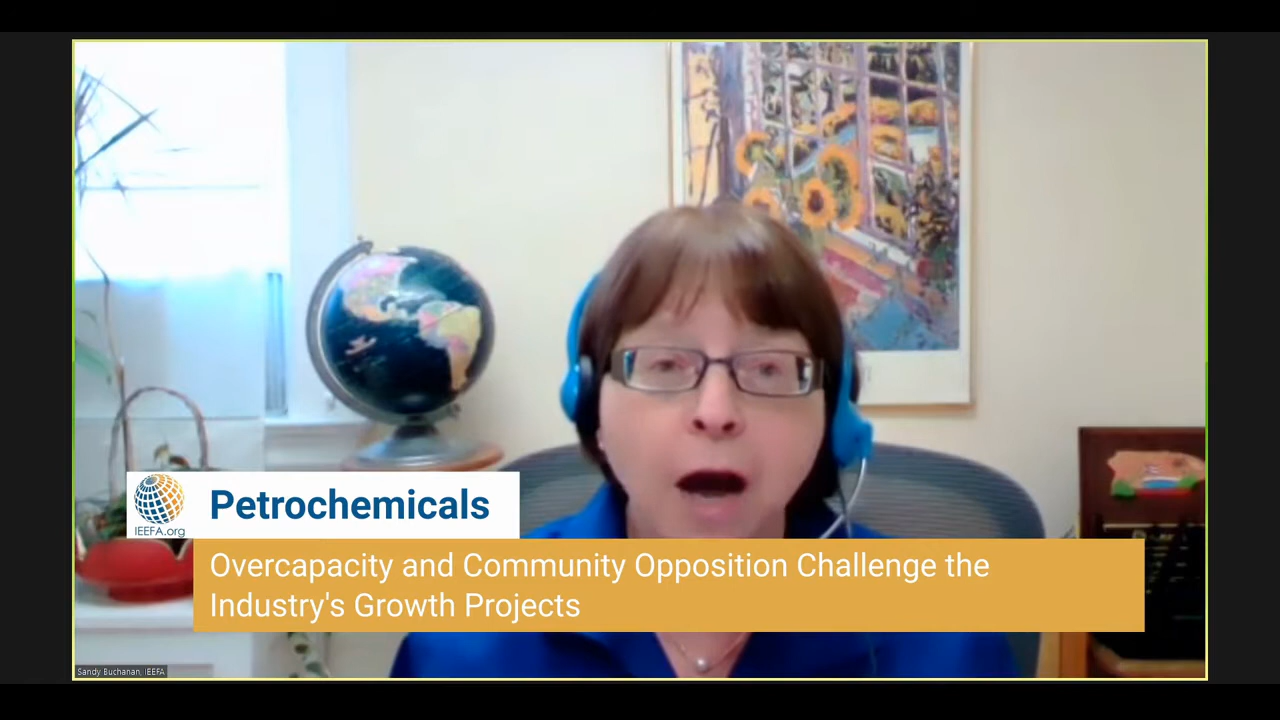 IEEFA.org
Petrochemicals
Overcapacity and Community Opposition Challenge the
Industry's Growth Projects
Sandy Buchanan, IEEFA